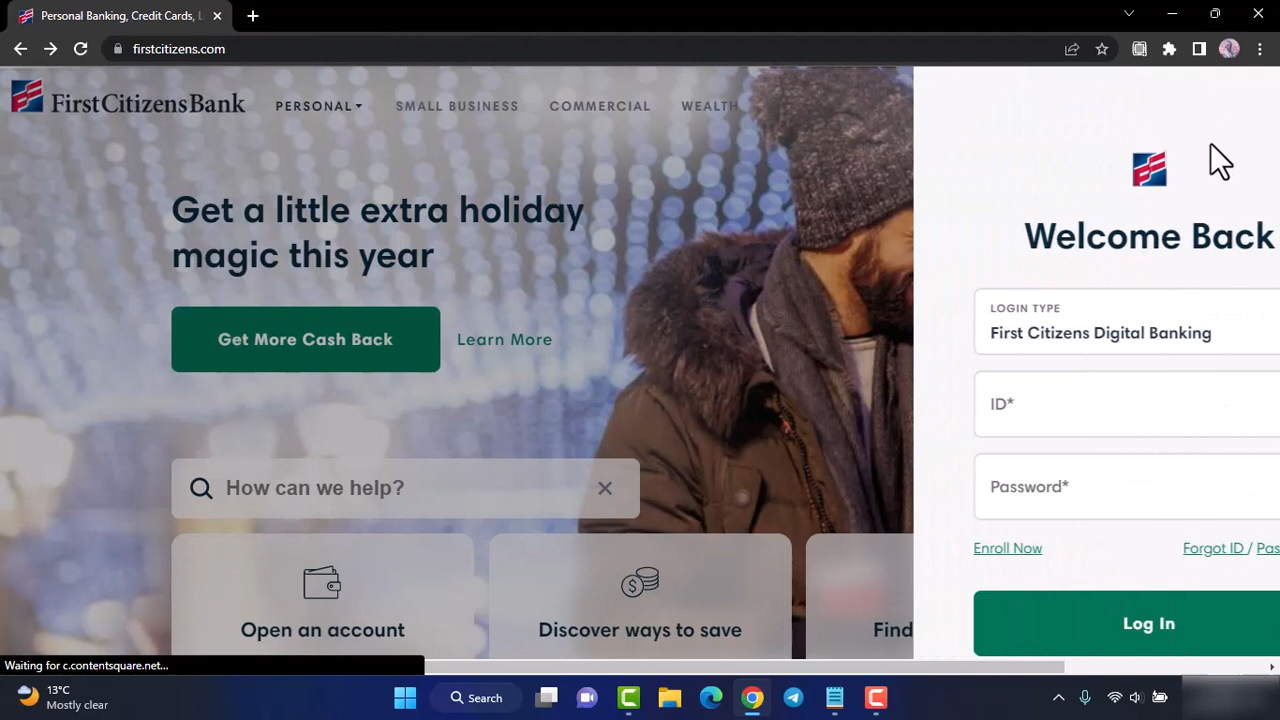 Personal Banking, Credit Cards, L
firstcitizens.com
FirstCitizensBank
PERSONAL
SMALL BUSINESS
COMMERCIAL
WEALTH
Get a little extra holiday
magic this year
Get More Cash Back
Learn More
How can we help?
Open an account
Discover ways to save
Find
Welcome Back
LOGIN TYPE
First Citizens Digital Banking
ID*
Password*
Enroll Now
Forgot ID / Pas
Log In
Waiting for c.contentsquare.net...
13°C
Mostly clear
Search